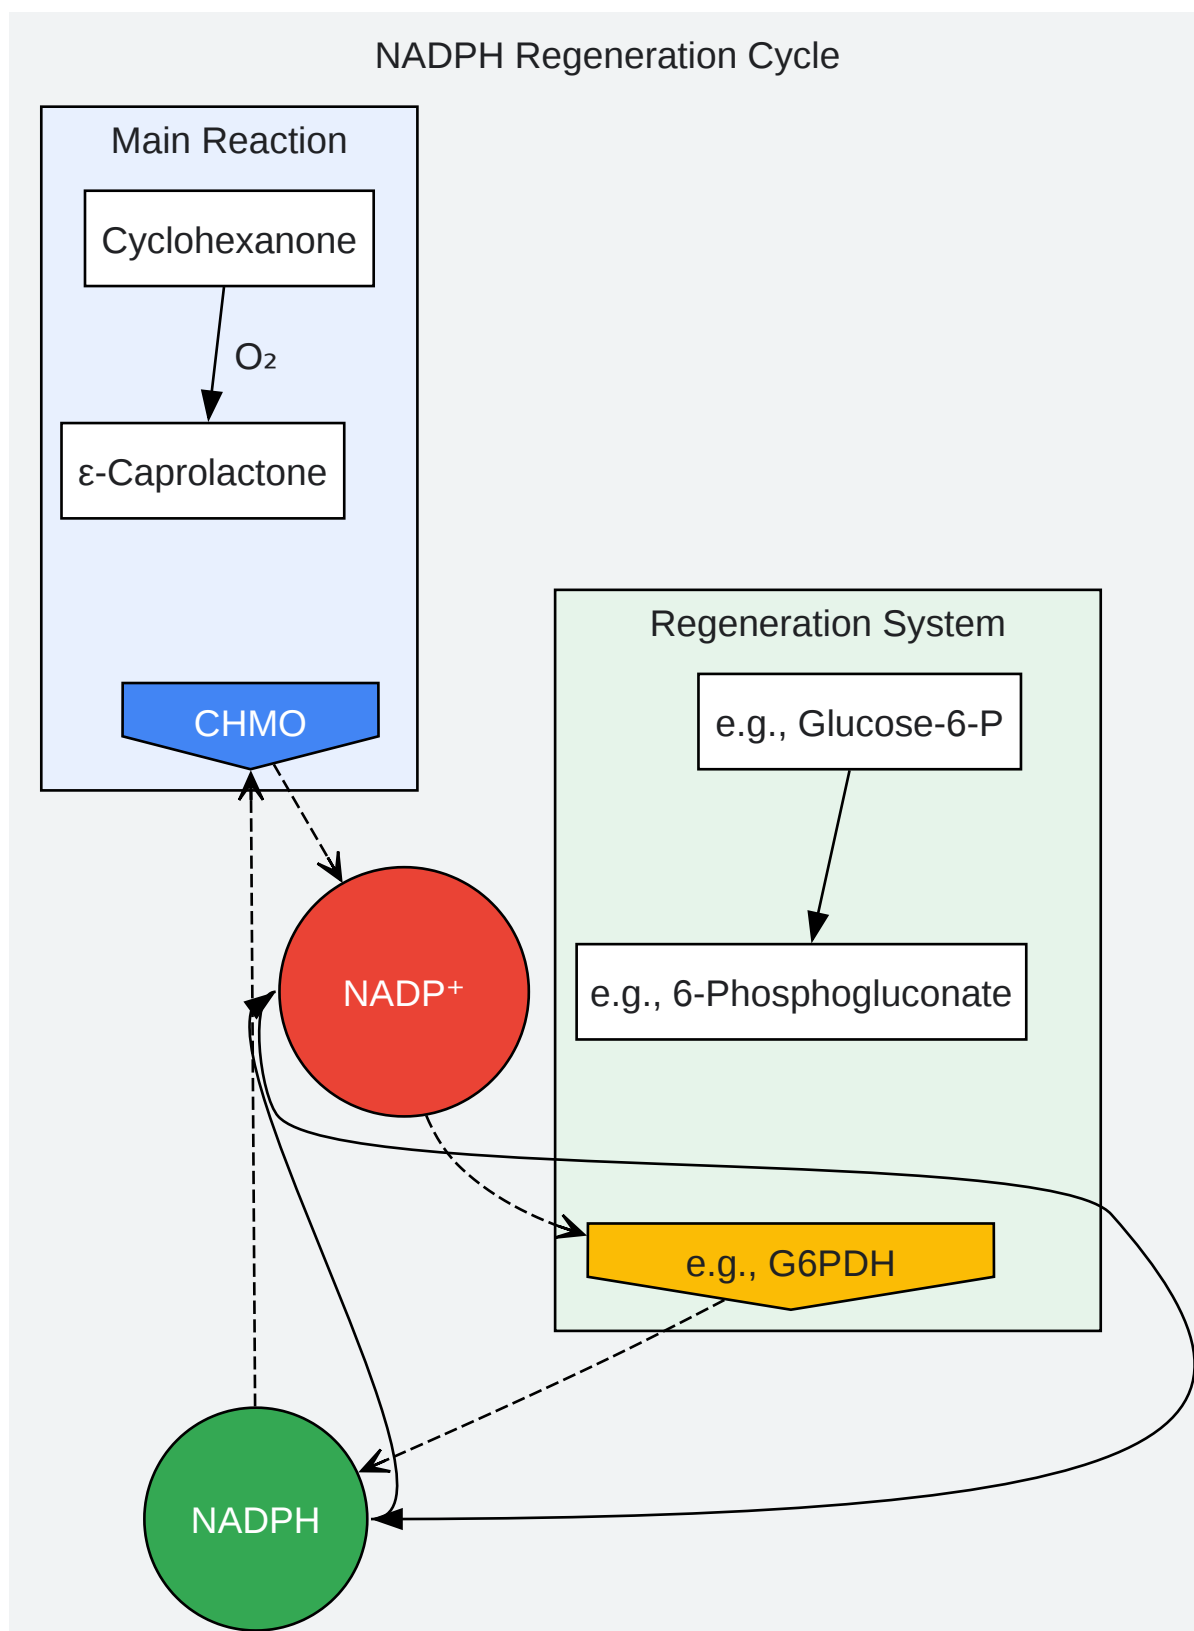 NADPH Regeneration Cycle
Main Reaction
Cyclohexanone
O₂
ε-Caprolactone
CHMO
Regeneration System
e.g., Glucose-6-P
e.g., 6-Phosphogluconate
NADP⁺
e.g., G6PDH
NADPH